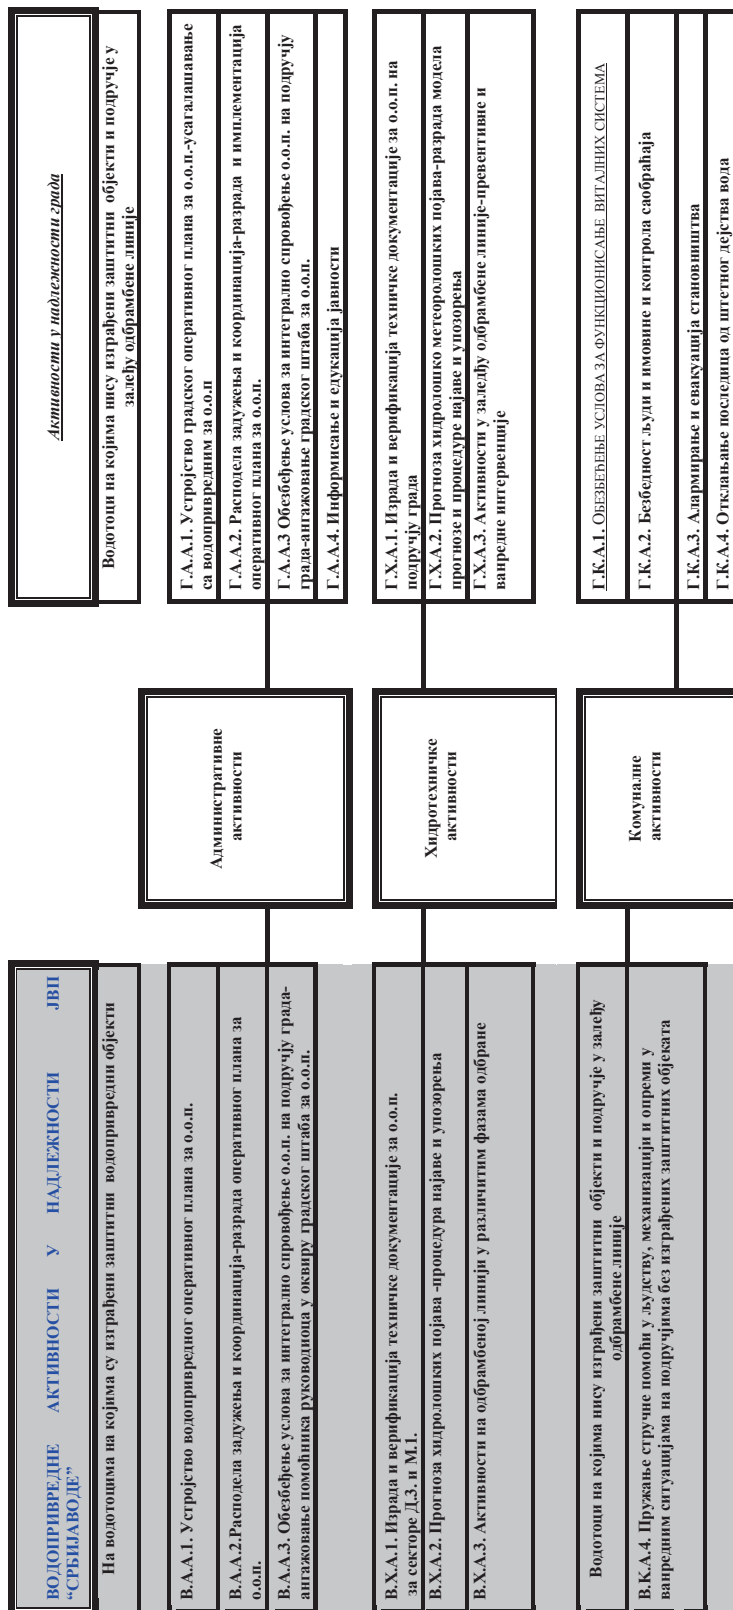 ВОДОПРИВРЕДНЕ АКТИВНОСТИ У НАДЛЕЖНОСТИ ЈВП
“СРБИЈАВОДЕ”
На водотоцима на којима су изграђени заштитни водопривредни објекти
В.А.А.1. Устројство водопривредног оперативног плана за о.о.п.
В.А.А.2.Расподела задужења и координација-разрада оперативног плана за
о.о.п.
В.А.А.3. Обезбеђење услова за интегрално спровођење о.о.п. на подручју града-
ангажовање помоћника руководиоца у оквиру градског штаба за о.о.п.
В.Х.А.1. Израда и верификација техничке документације за о.о.п.
за секторе Д.3. и М.1.
В.Х.А.2. Прогноза хидролошких појава -процедура најаве и упозорења
В.Х.А.3. Активности на одбрамбеној линији у различитим фазама одбране
Водотоци на којима нису изграђени заштитни објекти и подручје у залеђу
одбрамбене линије
В.К.А.4. Пружање стручне помоћи у људству, механизацији и опреми у
ванредним ситуацијама на подручјима без изграђених заштитних објеката
Административне
активности
Хидротехничке
активности
Комуналне
активности
Активности у надлежности града
Водотоци на којима нису изграђени заштитни објекти и подручје у
залеђу одбрамбене линије
Г.А.А.1. Устројство градског оперативног плана за о.о.п.-усагалашавање
са водопривредним за о.о.п
Г.А.А.2. Расподела задужења и координација-разрада и имплементација
оперативног плана за о.о.п.
Г.А.А.3 Обезбеђење услова за интегрално спровођење о.о.п. на подручју
града-ангажовање градског штаба за о.о.п.
Г.А.А.4. Информисање и едукација јавности
Г.Х.А.1. Израда и верификација техничке документације за о.о.п. на
подручју града
Г.Х.А.2. Прогноза хидролошко метеоролошких појава-разрада модела
прогнозе и процедуре најаве и упозорења
Г.Х.А.3. Активности у заледђу одбрамбене линије-превентивне и
ванредне интервенције
Г.К.А.1. ОБЕЗБЕЂЕЊЕ УСЛОВА ЗА ФУНКЦИОНИСАЊЕ ВИТАЛНИХ СИСТЕМА
Г.К.А.2. Безбедност људи и имовине и контрола саобраћаја
Г.К.А.3. Алармирање и евакуација становништва
Г.К.А.4. Отклањање последица од штетног дејства вода